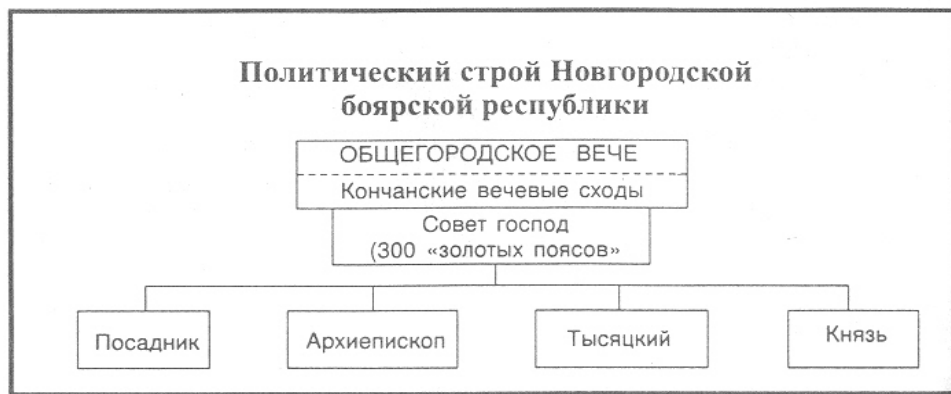 Политический строй Новгородской
боярской республики
ОБЩЕГОРОДСКОЕ ВЕЧЕ
Кончанские вечевые сходы
Совет господ
(300 «золотых поясов»
Посадник
Архиепископ
Тысяцкий
Князь